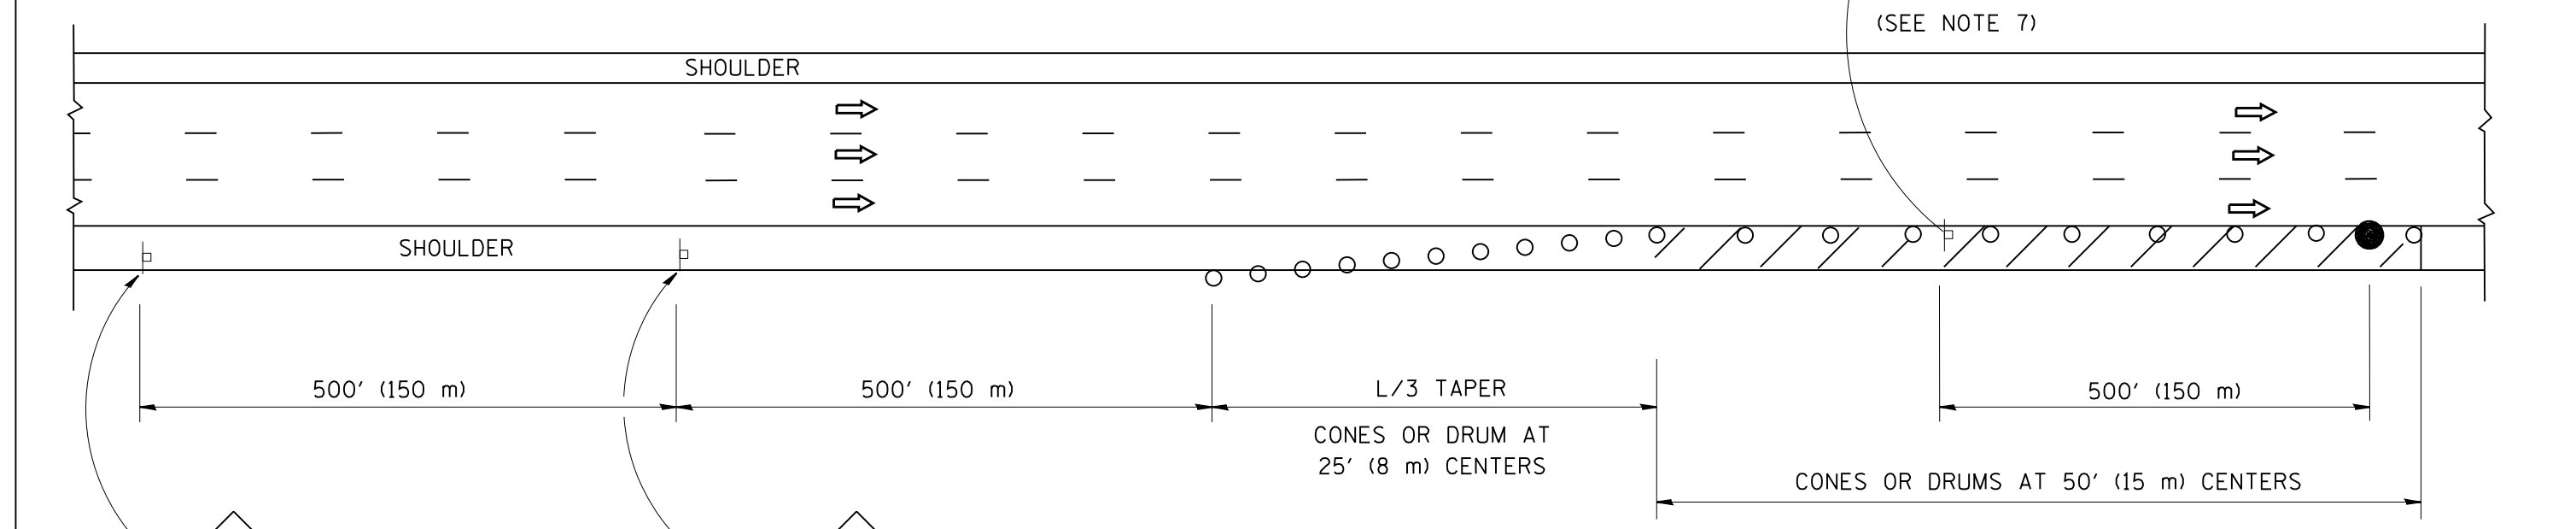 (SEE NOTE 7)
SHOULDER
SHOULDER
500' (150 m)
500' (150 m)
L/3 TAPER
500' (150 m)
CONES OR DRUM AT
25' (8 m) CENTERS
CONES OR DRUMS AT 50' (15 m) CENTERS